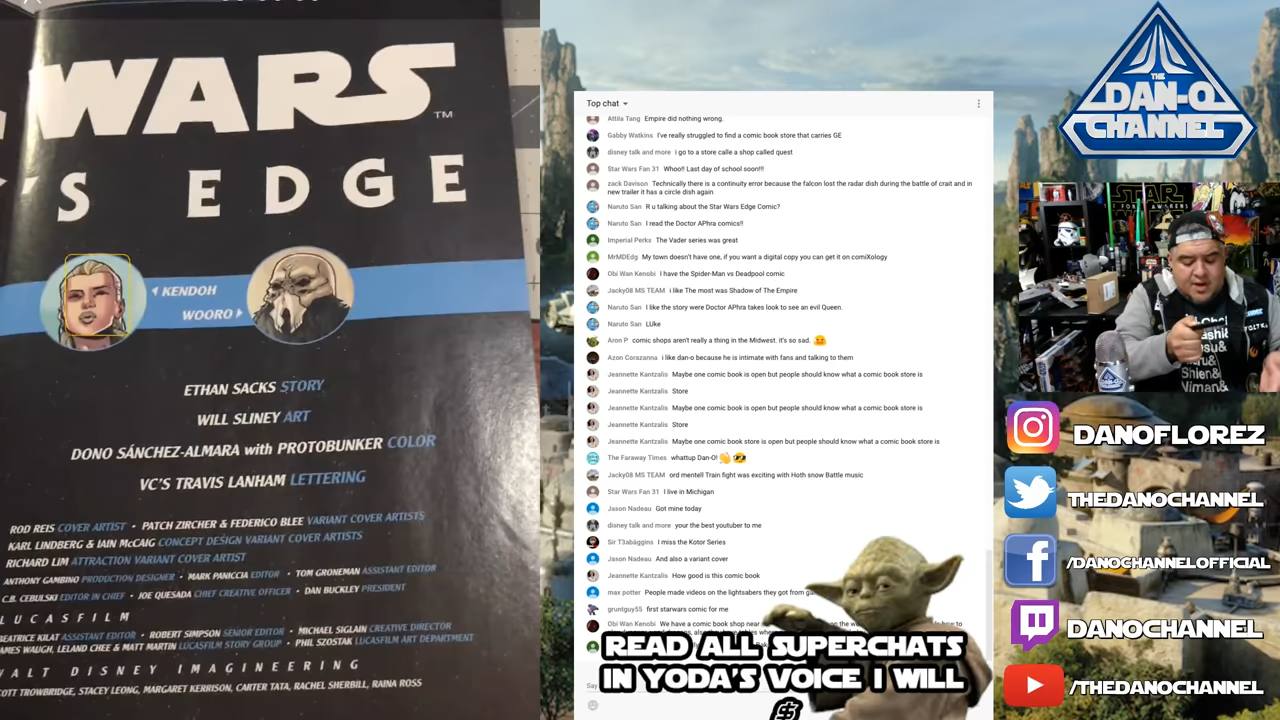 WARS
TM
S EDGE
KENDOH
WOORO
ETHAN SACKS STORY
WILL SLINEY ART
DONO SÁNCHEZ-ALMARA with PROTOBUNKER COLOR
VC'S TRAVIS LANHAM LETTERING
ROD REIS COVER ARTIST • PATCH ZIRCHER & FEDERICO BLEE VARIANT COVER ARTISTS
KARL LINDBERG & IAIN McCAIG CONCEPT DESIGN VARIANT COVER ARTISTS
RICHARD LIM ATTRACTION VARIANT COVER ARTIST
ANTHONY GAMBINO PRODUCTION DESIGNER • MARK PANICCIA EDITOR • TOM GRONEMAN ASSISTANT EDITOR
C.B. CEBULSKI EDITOR IN CHIEF • JOE QUESADA CHIEF CREATIVE OFFICER • DAN BUCKLEY PRESIDENT
LUCASFILM
BEATRICE KILAT ASSISTANT EDITOR • ROBERT SIMPSON SENIOR EDITOR • MICHAEL SIGLAIN CREATIVE DIRECTOR
JAMES WAUGH, LELAND CHEE & MATT MARTIN LUCASFILM STORY GROUP • PHIL SZOSTAK LUCASFILM ART DEPARTMENT
WALT DISNEY IMAGINEERING
SCOTT TROWBRIDGE, STACEY LEONG, MARGARET KERRISON, CARTER TATA, RACHEL SHERBILL, RAINA ROSS
Top chat
Attila Tang Empire did nothing wrong.
Gabby Watkins I've really struggled to find a comic book store that carries GE
disney talk and more i go to a store calle a shop called quest
Star Wars Fan 31 Whoo!! Last day of school soon!!!
zack Davison Technically there is a continuity error because the falcon lost the radar dish during the battle of crait and in
new trailer it has a circle dish again
Naruto San R u talking about the Star Wars Edge Comic?
Naruto San I read the Doctor APhra comics!!
Imperial Perks The Vader series was great
MrMDEdg My town doesn't have one, if you want a digital copy you can get it on comiXology
Obi Wan Kenobi I have the Spider-Man vs Deadpool comic
Jacky08 MS TEAM i like The most was Shadow of The Empire
Naruto San I like the story were Doctor APhra takes look to see an evil Queen.
Naruto San LUke
Aron P comic shops aren't really a thing in the Midwest. it's so sad.
Azon Corazanna i like dan-o because he is intimate with fans and talking to them
Jeannette Kantzalis Maybe one comic book is open but people should know what a comic book store is
Jeannette Kantzalis Store
Jeannette Kantzalis Maybe one comic book is open but people should know what a comic book store is
Jeannette Kantzalis Store
Jeannette Kantzalis Maybe one comic book store is open but people should know what a comic book store is
The Faraway Times whattup Dan-O!
Jacky08 MS TEAM ord mentell Train fight was exciting with Hoth snow Battle music
Star Wars Fan 31 I live in Michigan
Jason Nadeau Got mine today
disney talk and more your the best youtuber to me
Sir T3abäggins I miss the Kotor Series
Jason Nadeau And also a variant cover
Jeannette Kantzalis How good is this comic book
max potter People made videos on the lightsabers they got from
gruntguy55 first starwars comic for me
Obi Wan Kenobi We have a comic book shop near
Say
READ ALL SUPERCHATS
IN YODA'S VOICE I WILL
$
THE
DAN-O
CHANNEL
STAR
DANOFLOREZ
THEDANOCHANNEL
/DANOCHANNELOFFICIAL
DANOCHANNEL
/THEDANOCHANNEL